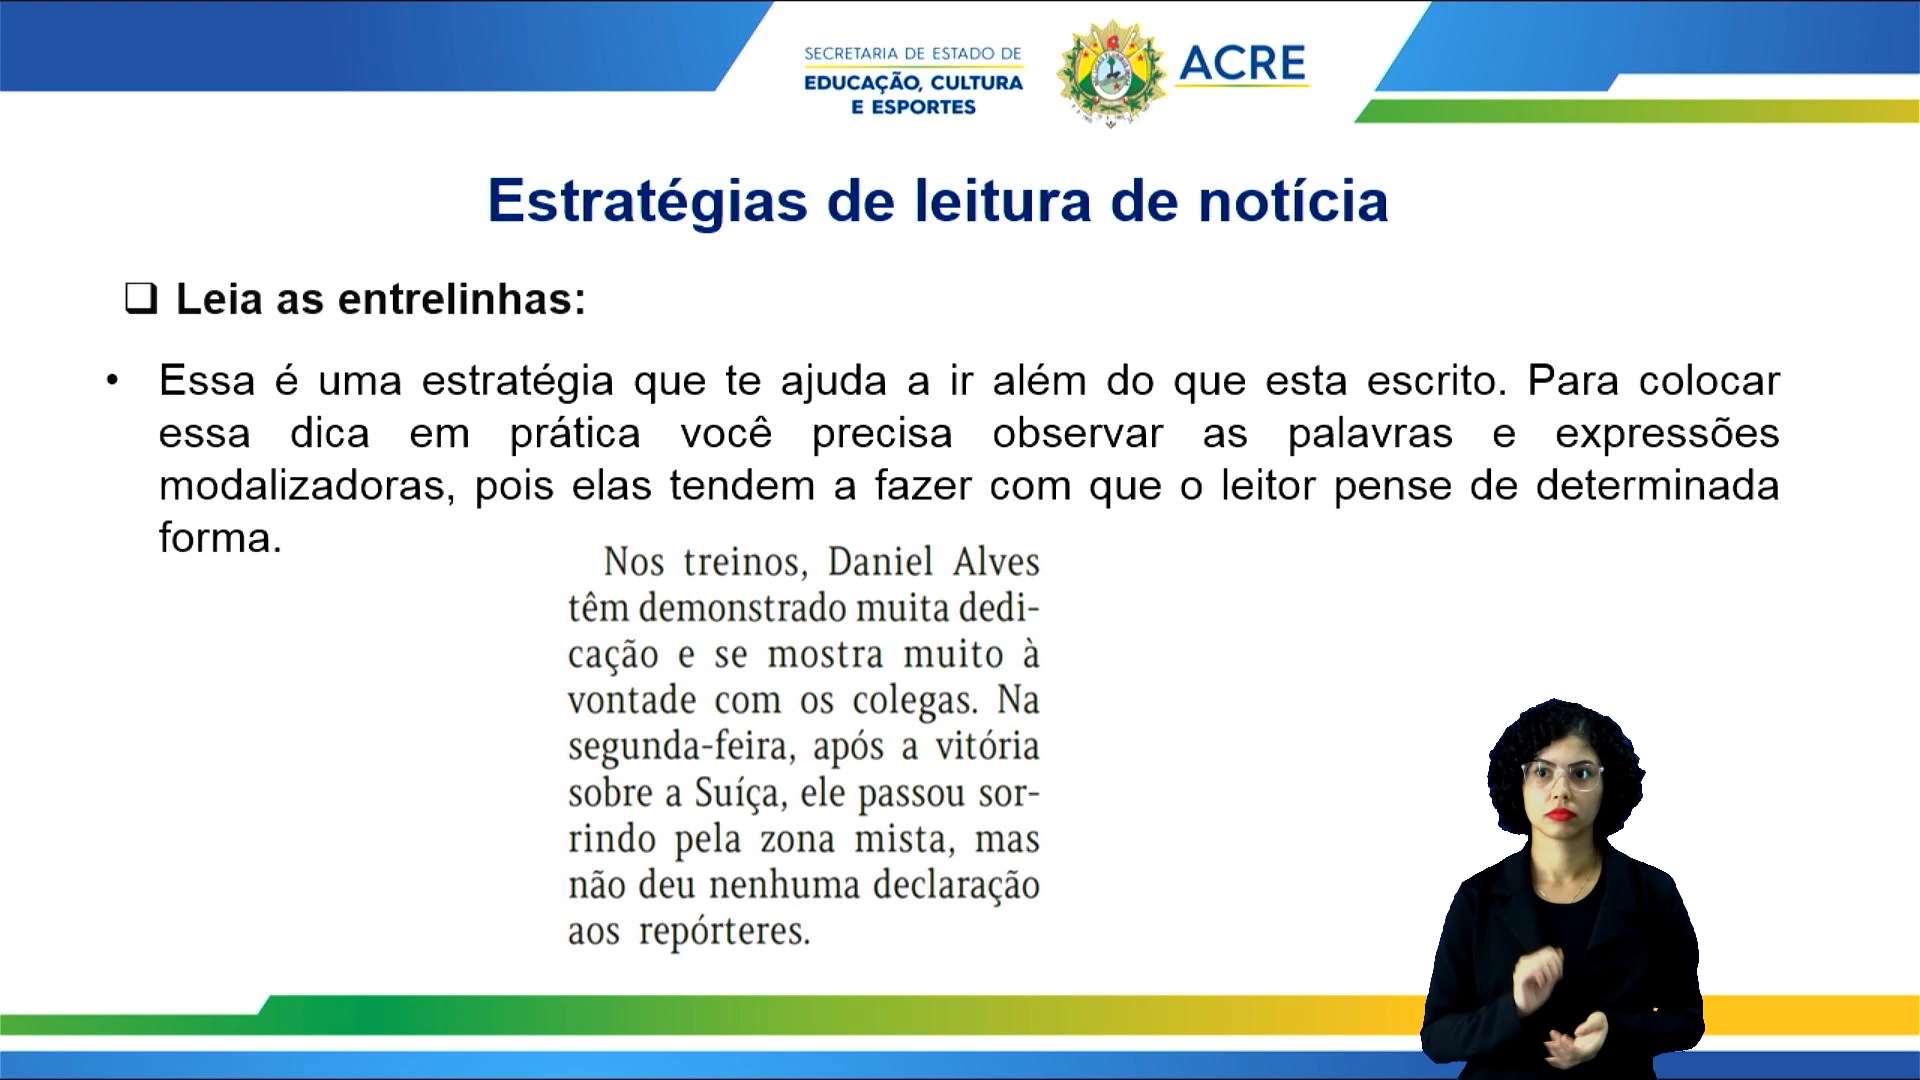 SECRETARIA DE ESTADO DE
EDUCAÇÃO, CULTURA
E ESPORTES
ACRE
Estratégias de leitura de notícia
❑ Leia as entrelinhas:
• Essa é uma estratégia que te ajuda a ir além do que esta escrito. Para colocar
essa dica em prática você precisa observar as palavras e expressões
modalizadoras, pois elas tendem a fazer com que o leitor pense de determinada
forma.
Nos treinos, Daniel Alves
têm demonstrado muita dedi-
cação e se mostra muito à
vontade com os colegas. Na
segunda-feira, após a vitória
sobre a Suíça, ele passou sor-
rindo pela zona mista, mas
não deu nenhuma declaração
aos repórteres.